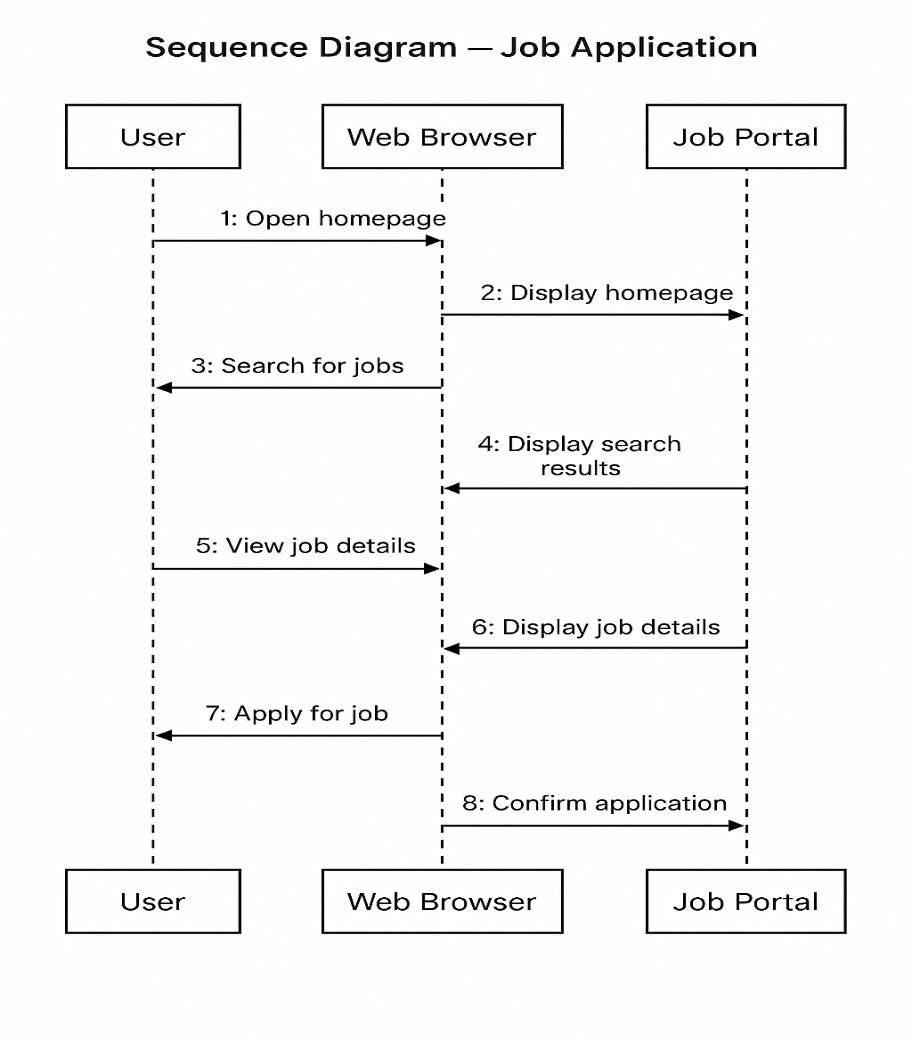 Sequence Diagram — Job Application
User
Web Browser
Job Portal
1: Open homepage
2: Display homepage
3: Search for jobs
4: Display search
results
5: View job details
6: Display job details
7: Apply for job
8: Confirm application
User
Web Browser
Job Portal